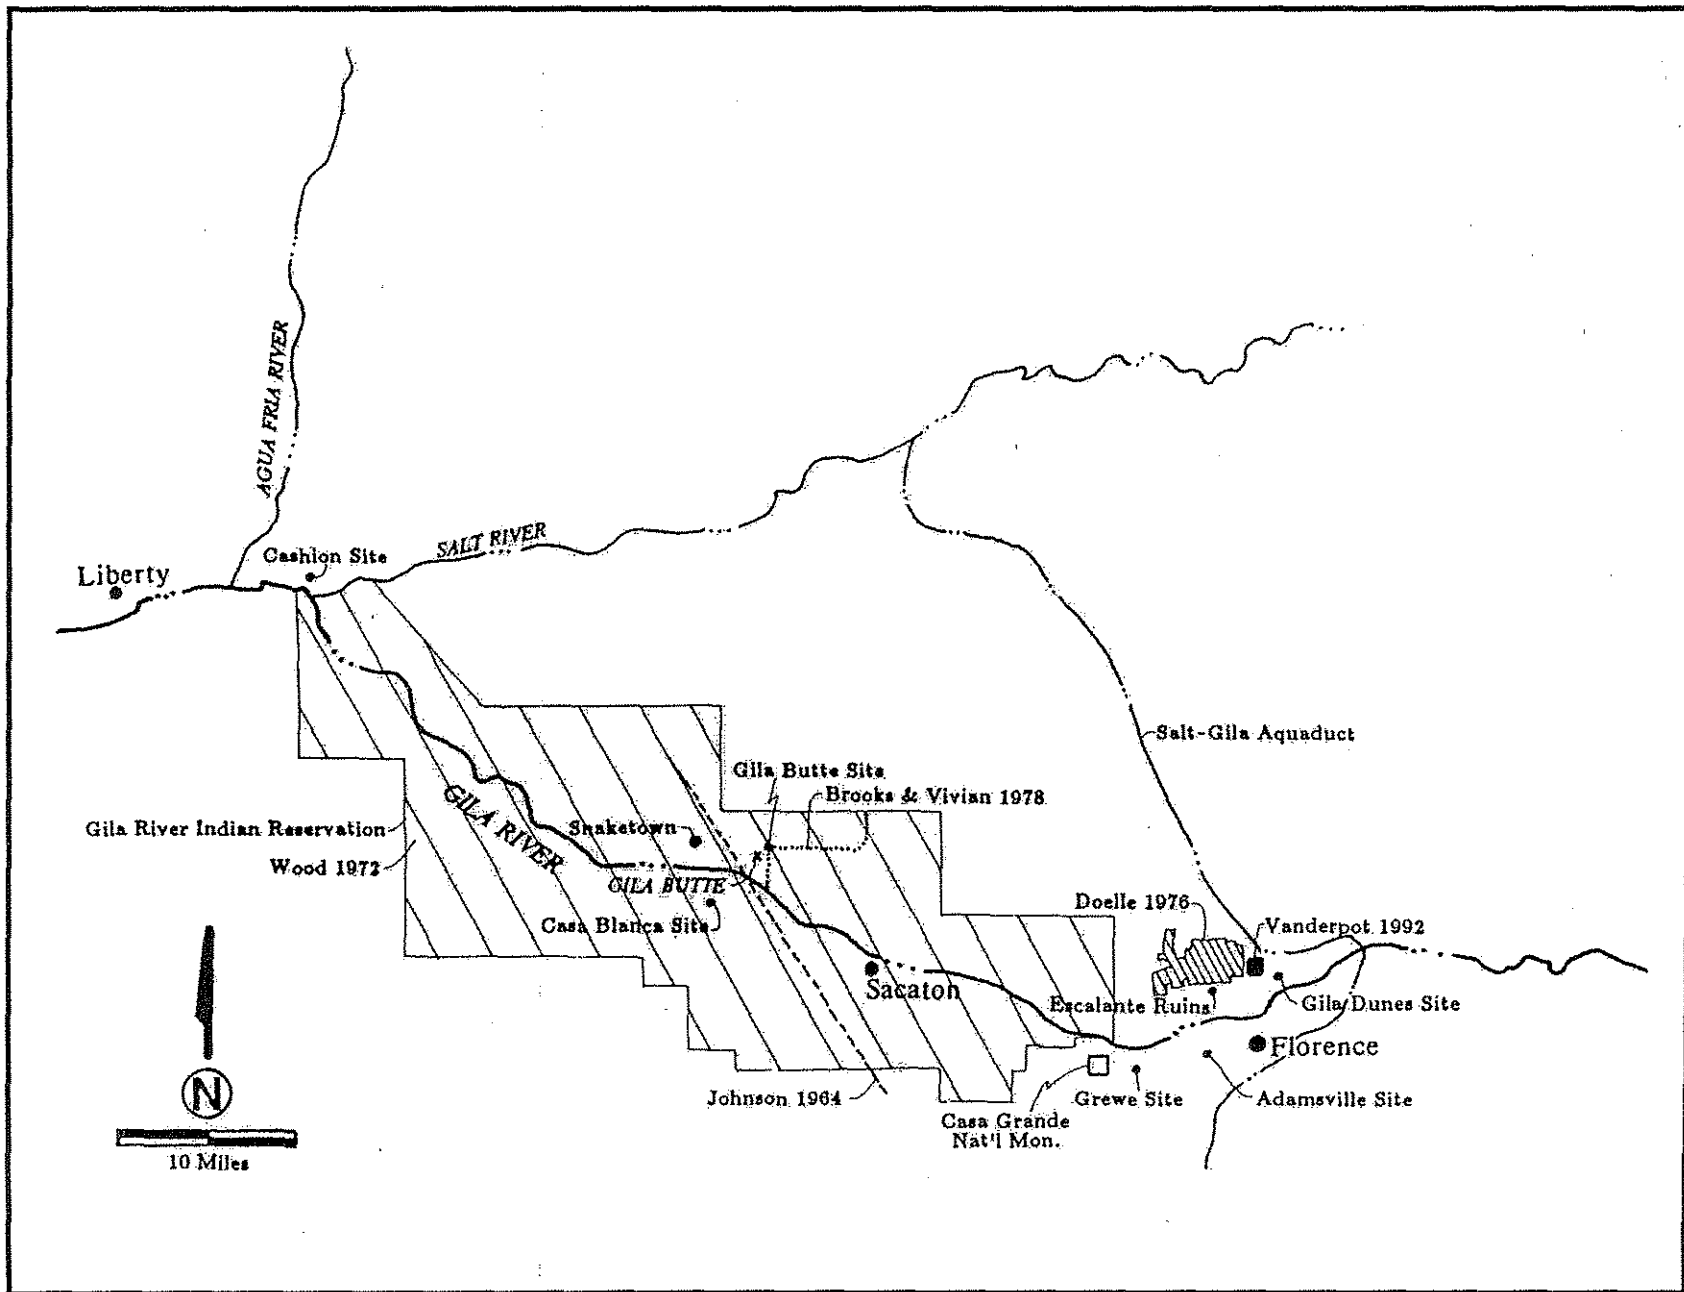 AGUA FRIA RIVER
SALT RIVER
Cashion Site
Liberty
Salt-Gila Aquaduct
Gila Butte Site
Brooks & Vivian 1978
GILA RIVER
Gila River Indian Reservation
Snaketown
Wood 1972
GILA BUTTE
Doelle 1976
Casa Blanca Site
Vanderpot 1992
Sacaton
Escalante Ruins
Gila Dunes Site
Florence
N
Johnson 1964
Grewe Site
Adamsville Site
Casa Grande
Nat'l Mon.
10 Miles